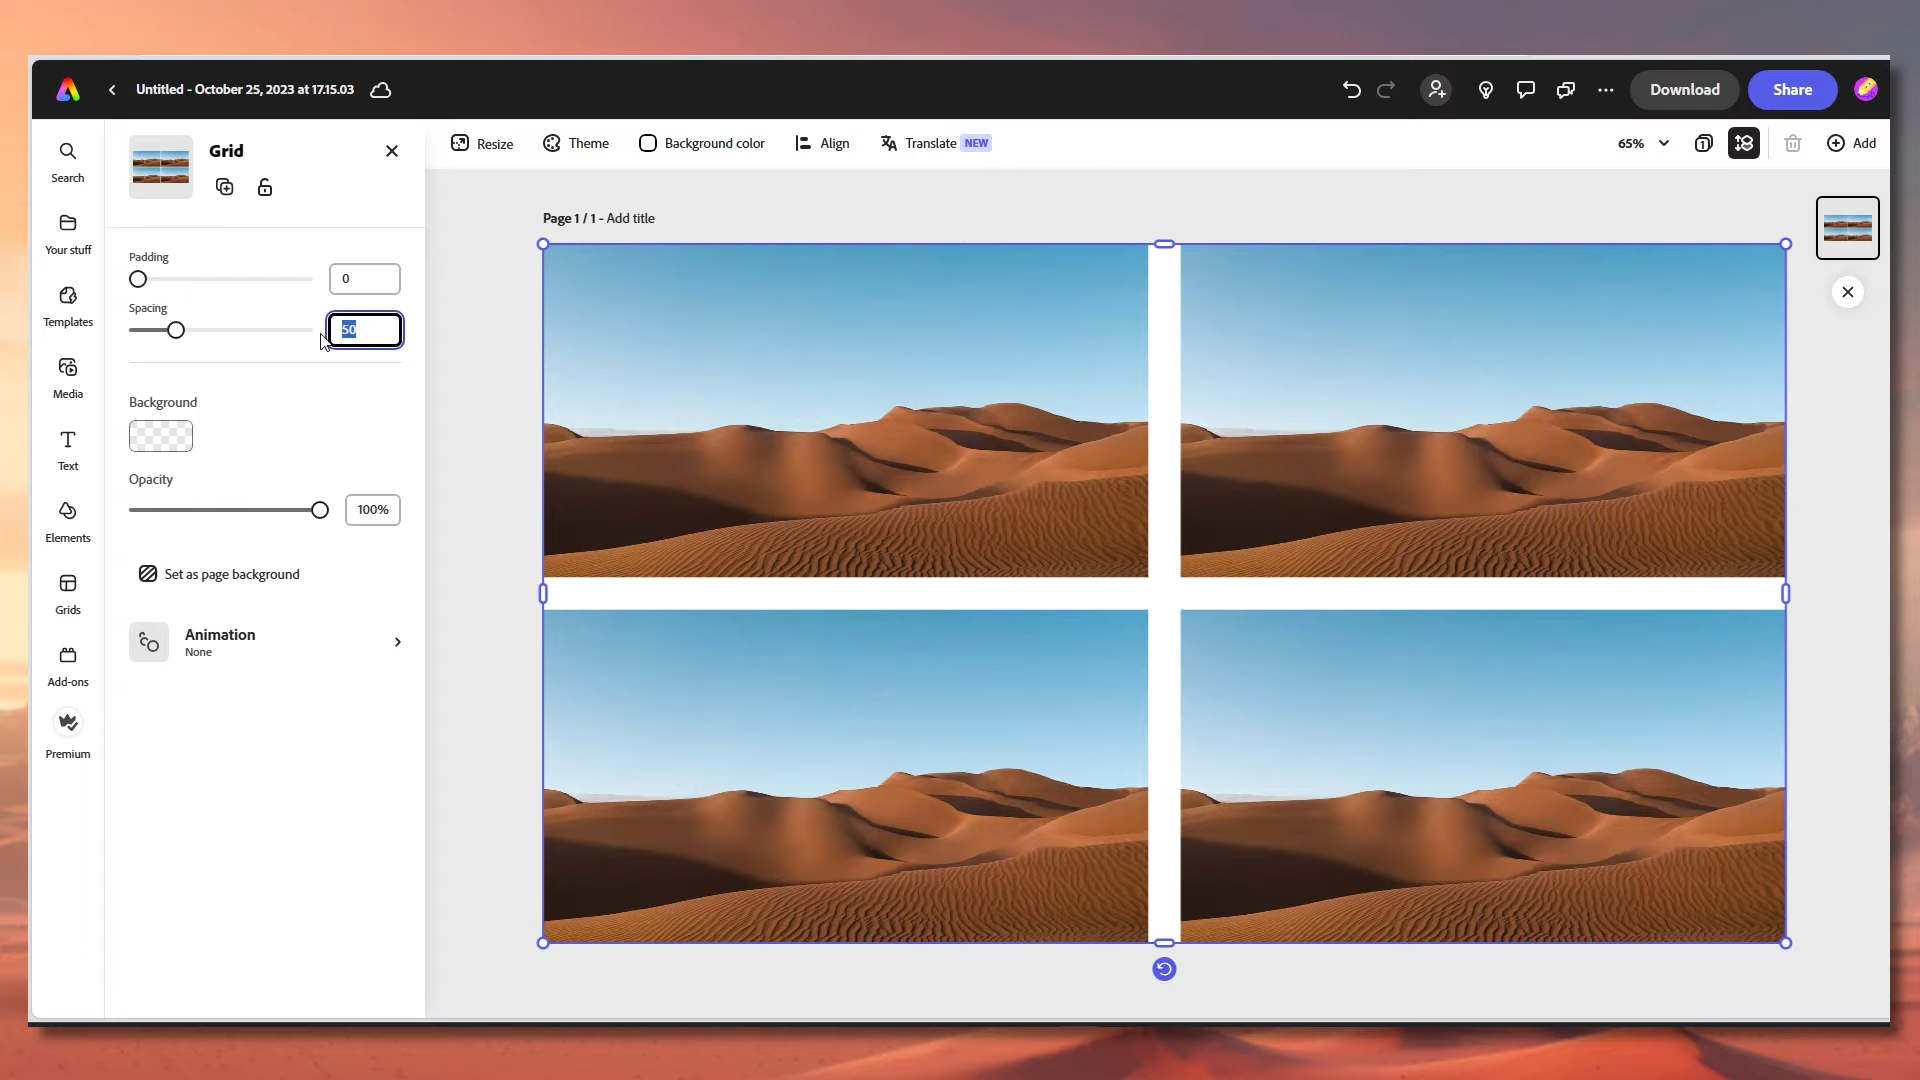 Untitled - October 25, 2023 at 17.15.03
Download
Share
Search
Your stuff
Templates
Media
Text
Elements
Grids
Add-ons
Premium
Grid
Padding
0
Spacing
50
Background
Opacity
100%
Set as page background
Animation
None
Resize
Theme
Background color
Align
Translate NEW
65%
1
Add
Page 1 / 1 - Add title